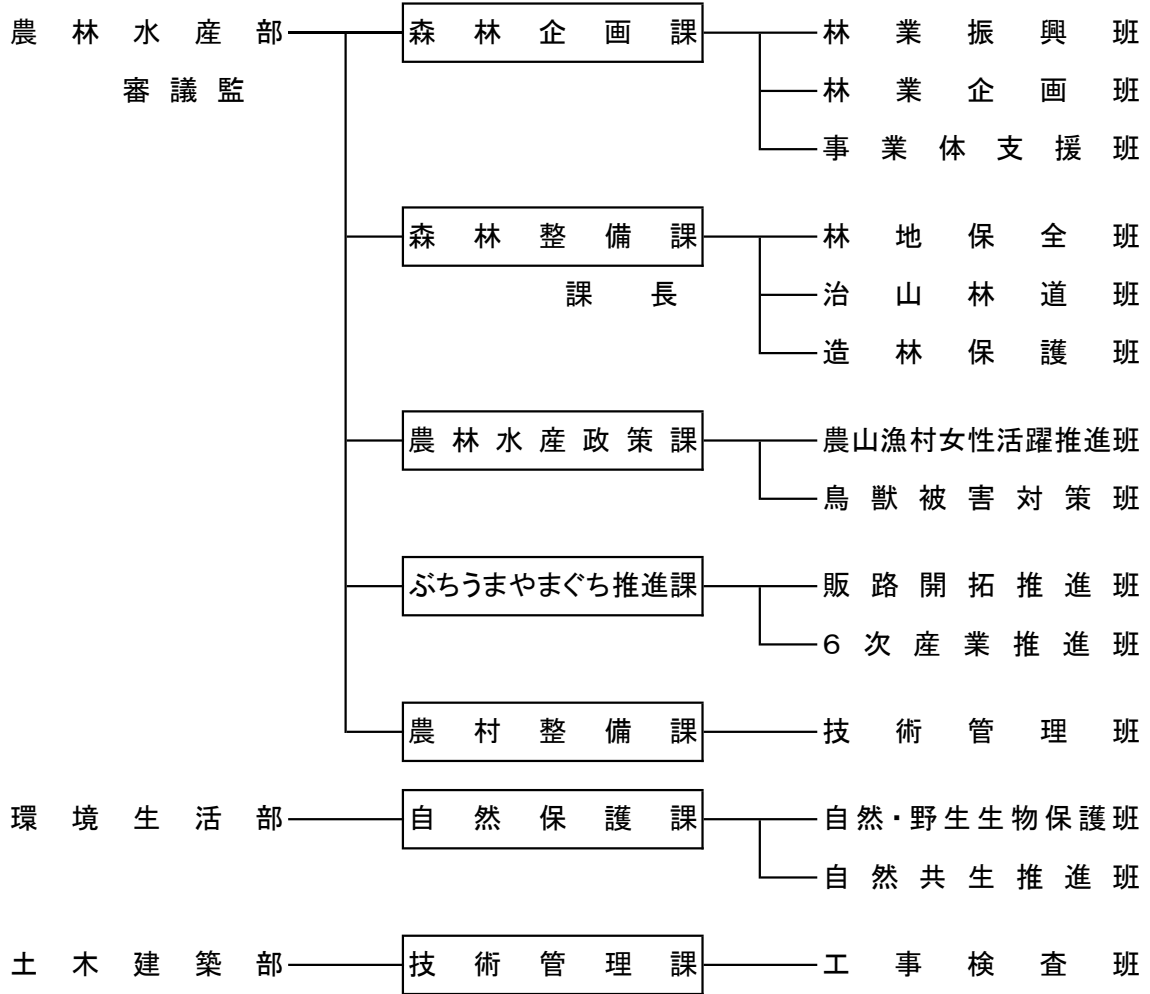 農林水産部 森林企画課 林業振興班
審議監 林業企画班
事業体支援班
森林整備課 林地保全班
課長 治山林道班
造林保護班
農林水産政策課 農山漁村女性活躍推進班
鳥獣被害対策班
ぶちうまやまぐち推進課 販路開拓推進班
6次産業推進班
農村整備課 技術管理班
環境生活部 自然保護課 自然・野生生物保護班
自然共生推進班
土木建築部 技術管理課 工事検査班